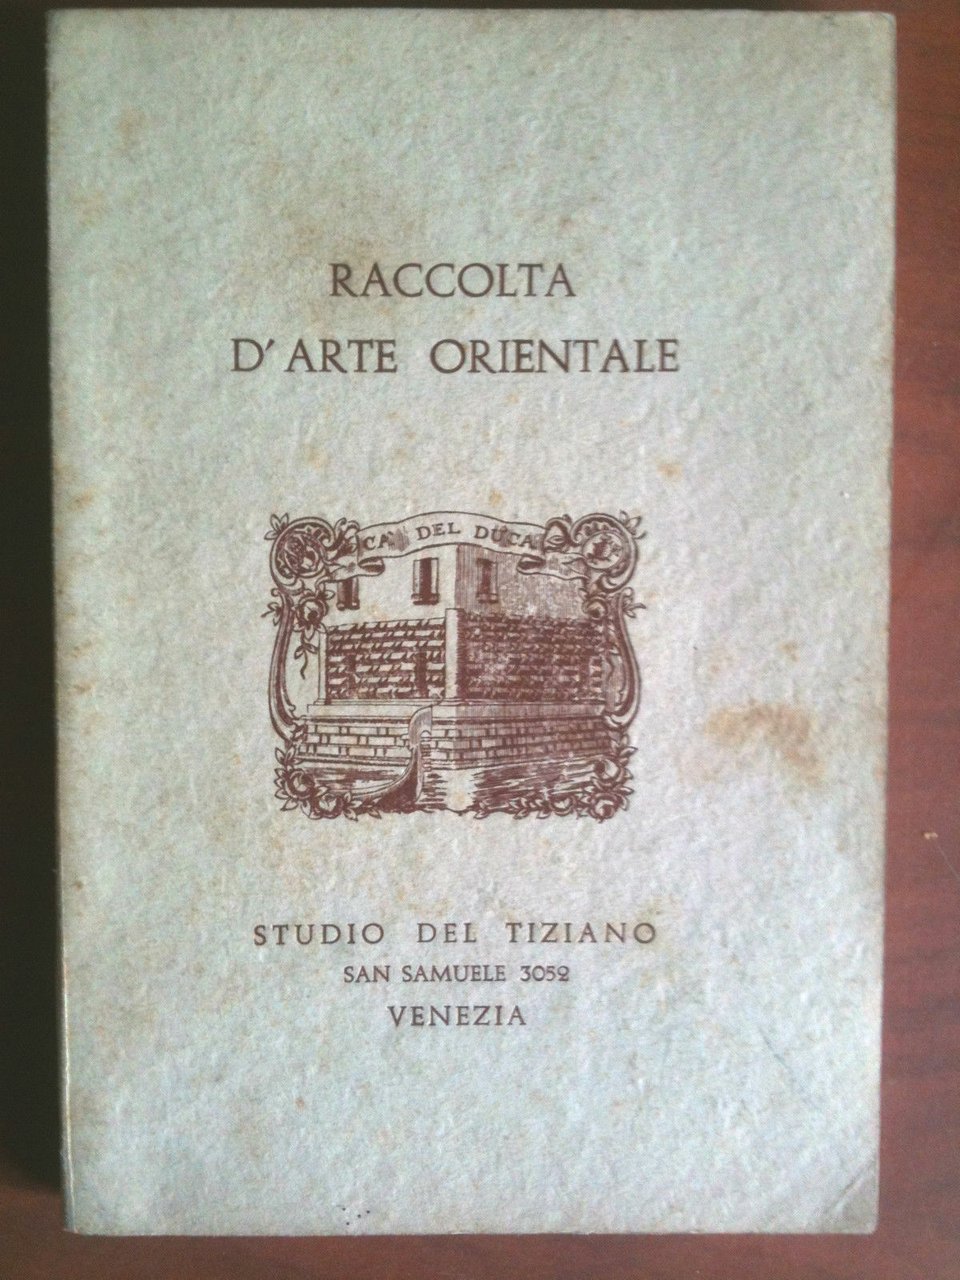 RACCOLTA
D'ARTE ORIENTALE
CA' DEL DUCA
STUDIO DEL TIZIANO
SAN SAMUELE 3052
VENEZIA